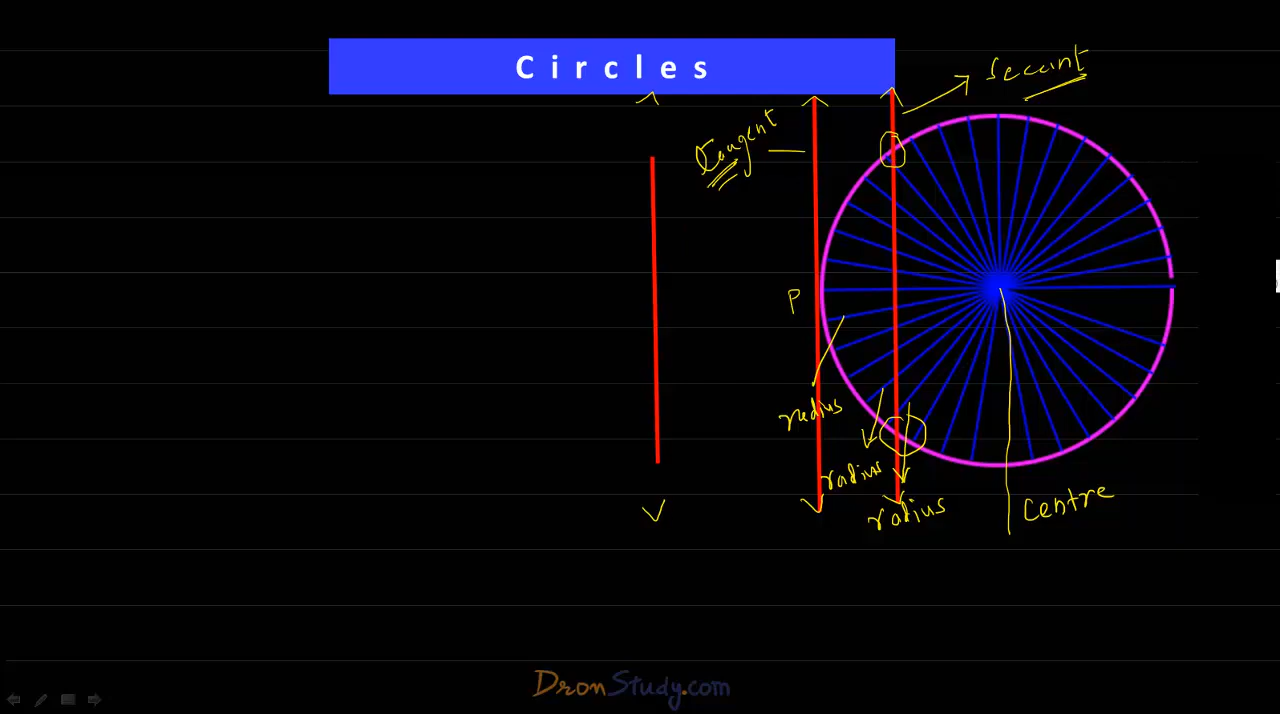 Circles
Secant
Tangent
P
radius
radius
radius
Centre
DronStudy.com